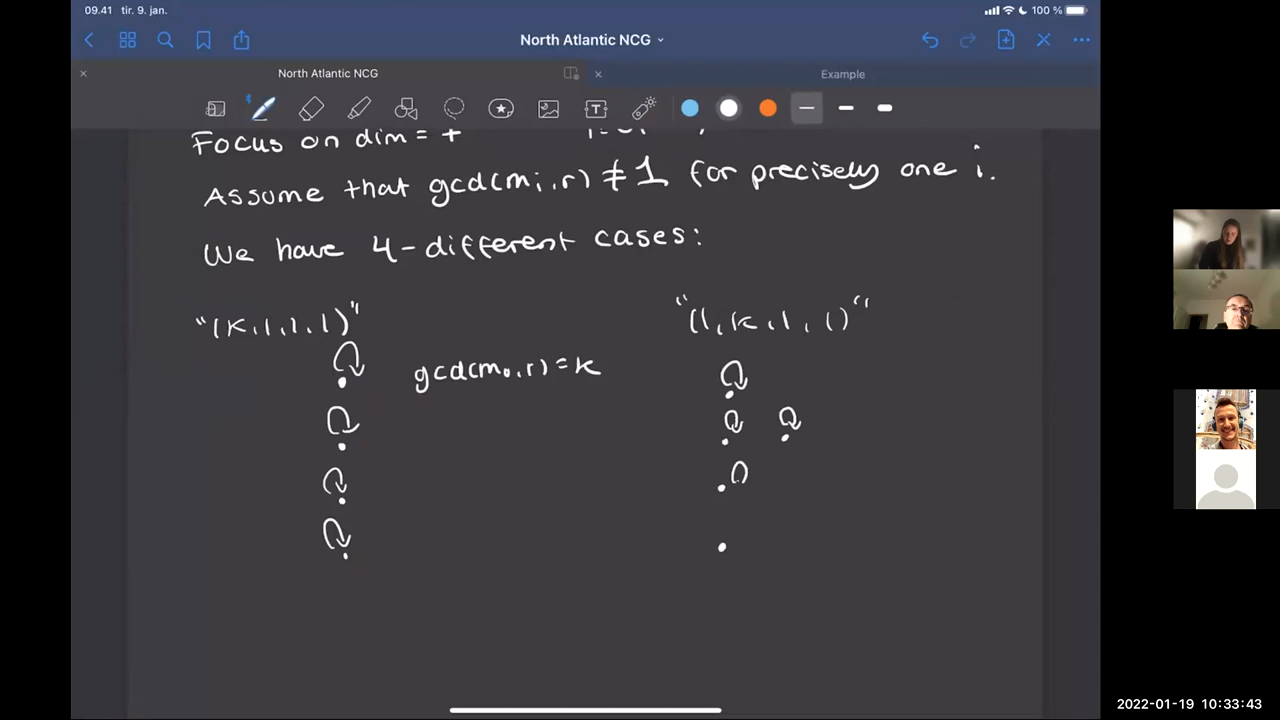 09.41 tir. 9. jan.
100 %
North Atlantic NCG
North Atlantic NCG
Example
Focus on dim =
Assume that gcd(mᵢ,r) ≠ 1 for precisely one i.
We have 4-different cases:
"(k,1,1,1)"
"(1,k,1,1)"
gcd(m₀,r)=k
2022-01-19 10:33:43